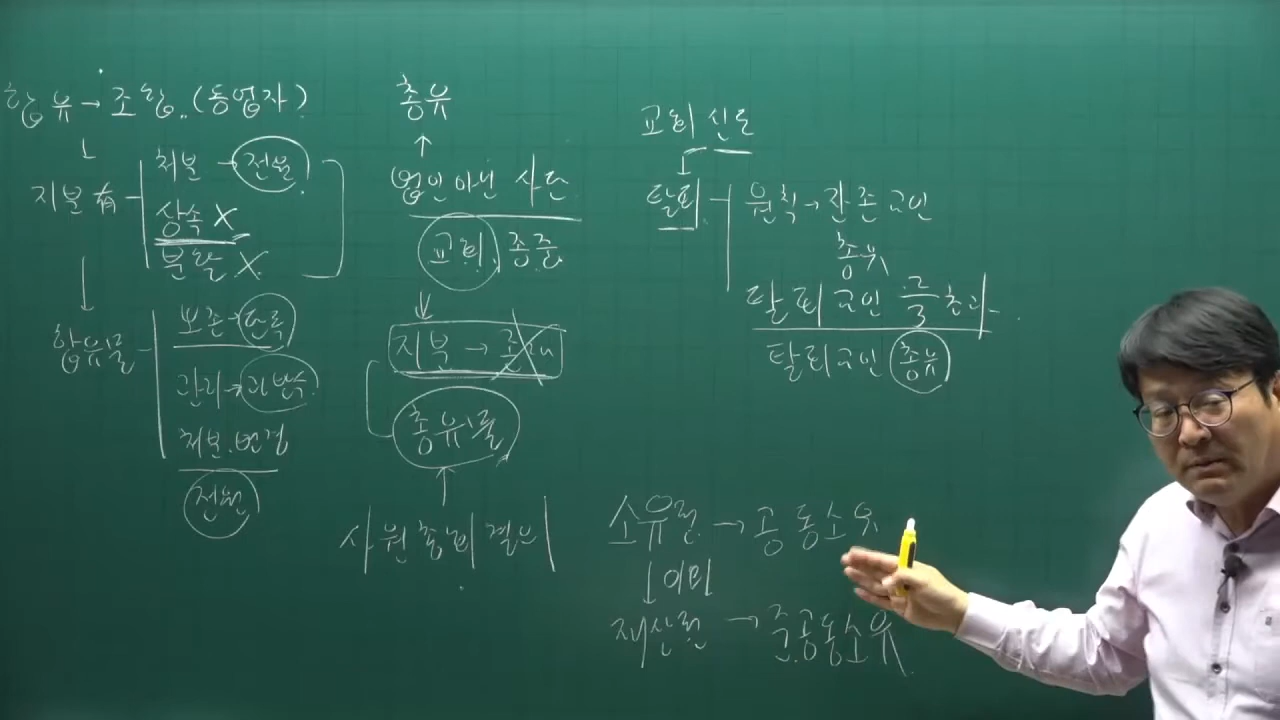 합유 → 조합 (동업자)
지분 有
처분 → 전원
상속 X
분할 X
합유물
보존 → 단독
관리 → 과반수
처분.변경
전원
총유
↑
법인 아닌 사단
교회, 종중
지분 → 존
총유물
↑
사원총회 결의
교회 신도
탈퇴
원칙 → 잔존 교인
총유
탈퇴 교인 2/3 초과
탈퇴교인 총유
소유권 → 공동소유
↓ 이외
재산권 → 준공동소유